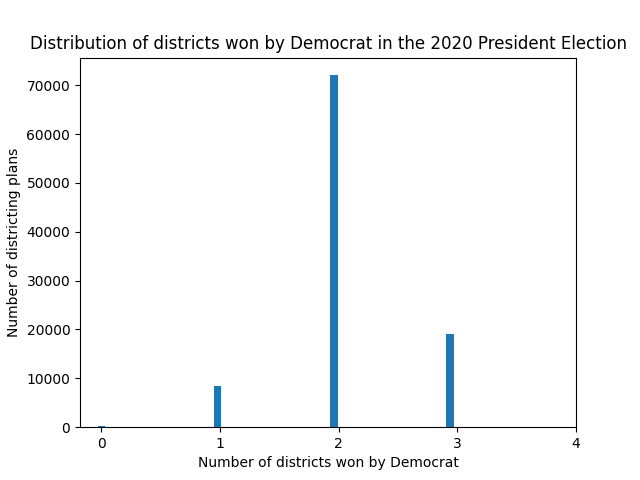 Distribution of districts won by Democrat in the 2020 President Election
Number of districting plans
70000
60000
50000
40000
30000
20000
10000
0
0 1 2 3 4
Number of districts won by Democrat